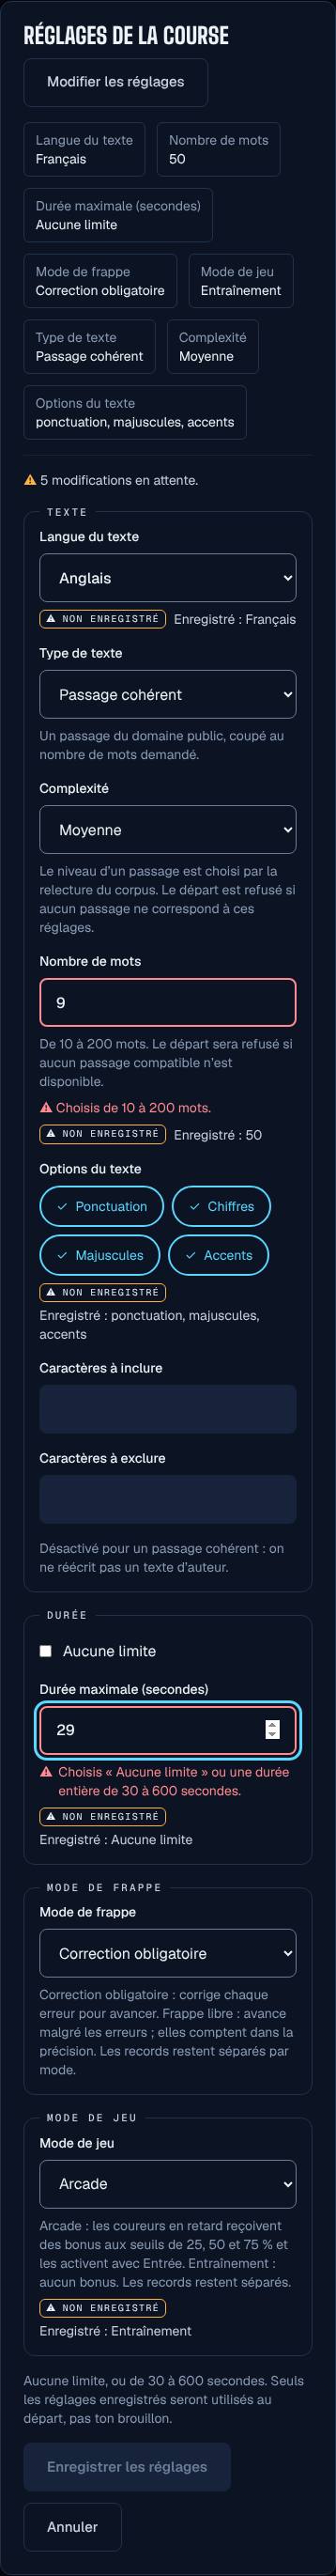 RÉGLAGES DE LA COURSE
Modifier les réglages
Langue du texte
Français
Nombre de mots
50
Durée maximale (secondes)
Aucune limite
Mode de frappe
Correction obligatoire
Mode de jeu
Entraînement
Type de texte
Passage cohérent
Complexité
Moyenne
Options du texte
ponctuation, majuscules, accents
⚠ 5 modifications en attente.
TEXTE
Langue du texte
Anglais
⚠ NON ENREGISTRÉ Enregistré : Français
Type de texte
Passage cohérent
Un passage du domaine public, coupé au
nombre de mots demandé.
Complexité
Moyenne
Le niveau d’un passage est choisi par la
relecture du corpus. Le départ est refusé si
aucun passage ne correspond à ces
réglages.
Nombre de mots
9
De 10 à 200 mots. Le départ sera refusé si
aucun passage compatible n’est
disponible.
⚠ Choisis de 10 à 200 mots.
⚠ NON ENREGISTRÉ Enregistré : 50
Options du texte
✓ Ponctuation ✓ Chiffres
✓ Majuscules ✓ Accents
⚠ NON ENREGISTRÉ
Enregistré : ponctuation, majuscules,
accents
Caractères à inclure
Caractères à exclure
Désactivé pour un passage cohérent : on
ne réécrit pas un texte d’auteur.
DURÉE
Aucune limite
Durée maximale (secondes)
29
⚠ Choisis « Aucune limite » ou une durée
entière de 30 à 600 secondes.
⚠ NON ENREGISTRÉ
Enregistré : Aucune limite
MODE DE FRAPPE
Mode de frappe
Correction obligatoire
Correction obligatoire : corrige chaque
erreur pour avancer. Frappe libre : avance
malgré les erreurs ; elles comptent dans la
précision. Les records restent séparés par
mode.
MODE DE JEU
Mode de jeu
Arcade
Arcade : les coureurs en retard reçoivent
des bonus aux seuils de 25, 50 et 75 % et
les activent avec Entrée. Entraînement :
aucun bonus. Les records restent séparés.
⚠ NON ENREGISTRÉ
Enregistré : Entraînement
Aucune limite, ou de 30 à 600 secondes. Seuls
les réglages enregistrés seront utilisés au
départ, pas ton brouillon.
Enregistrer les réglages
Annuler